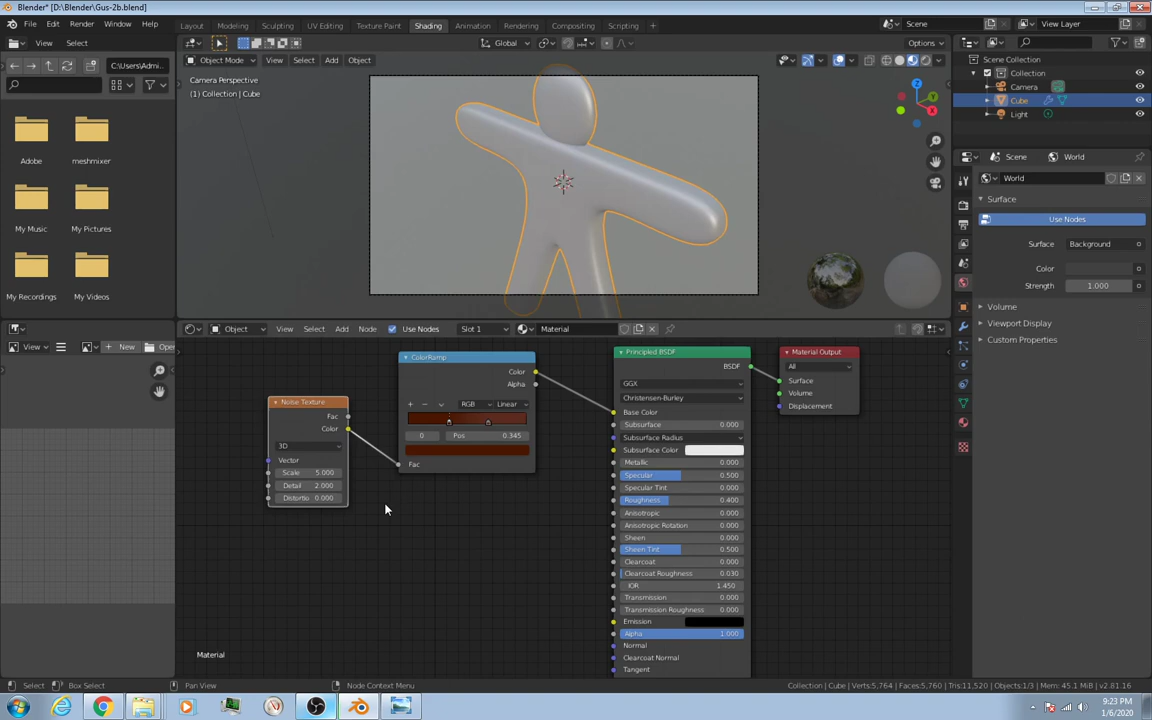 Blender* [D:\Blender\Gus-2b.blend]
File Edit Render Window Help Layout Modeling Sculpting UV Editing Texture Paint Shading Animation Rendering Compositing Scripting + Scene View Layer
View Select C:\Users\Admi... Global Options
Object Mode View Select Add Object
Camera Perspective
(1) Collection | Cube
Scene Collection
Collection
Camera
Cube
Light
Adobe
meshmixer
My Music
My Pictures
My Recordings
My Videos
Scene World
World
Surface
Use Nodes
Surface Background
Color
Strength 1.000
Volume
Viewport Display
Custom Properties
View + New Open
Object View Select Add Node Use Nodes Slot 1 Material
ColorRamp
Color
Alpha
RGB Linear
0 Pos 0.345
Fac
Noise Texture
Fac
Color
3D
Vector
Scale 5.000
Detail 2.000
Distortio 0.000
Principled BSDF
BSDF
GGX
Christensen-Burley
Base Color
Subsurface 0.000
Subsurface Radius
Subsurface Color
Metallic 0.000
Specular 0.500
Specular Tint 0.000
Roughness 0.400
Anisotropic 0.000
Anisotropic Rotation 0.000
Sheen 0.000
Sheen Tint 0.500
Clearcoat 0.000
Clearcoat Roughness 0.030
IOR 1.450
Transmission 0.000
Transmission Roughness 0.000
Emission
Alpha 1.000
Normal
Clearcoat Normal
Tangent
Material Output
All
Surface
Volume
Displacement
Material
Select Box Select Pan View Node Context Menu Collection | Cube | Verts:5,764 | Faces:5,760 | Tris:11,520 | Objects:1/3 | Mem: 45.1 MiB | v2.81.16
9:23 PM
1/6/2020